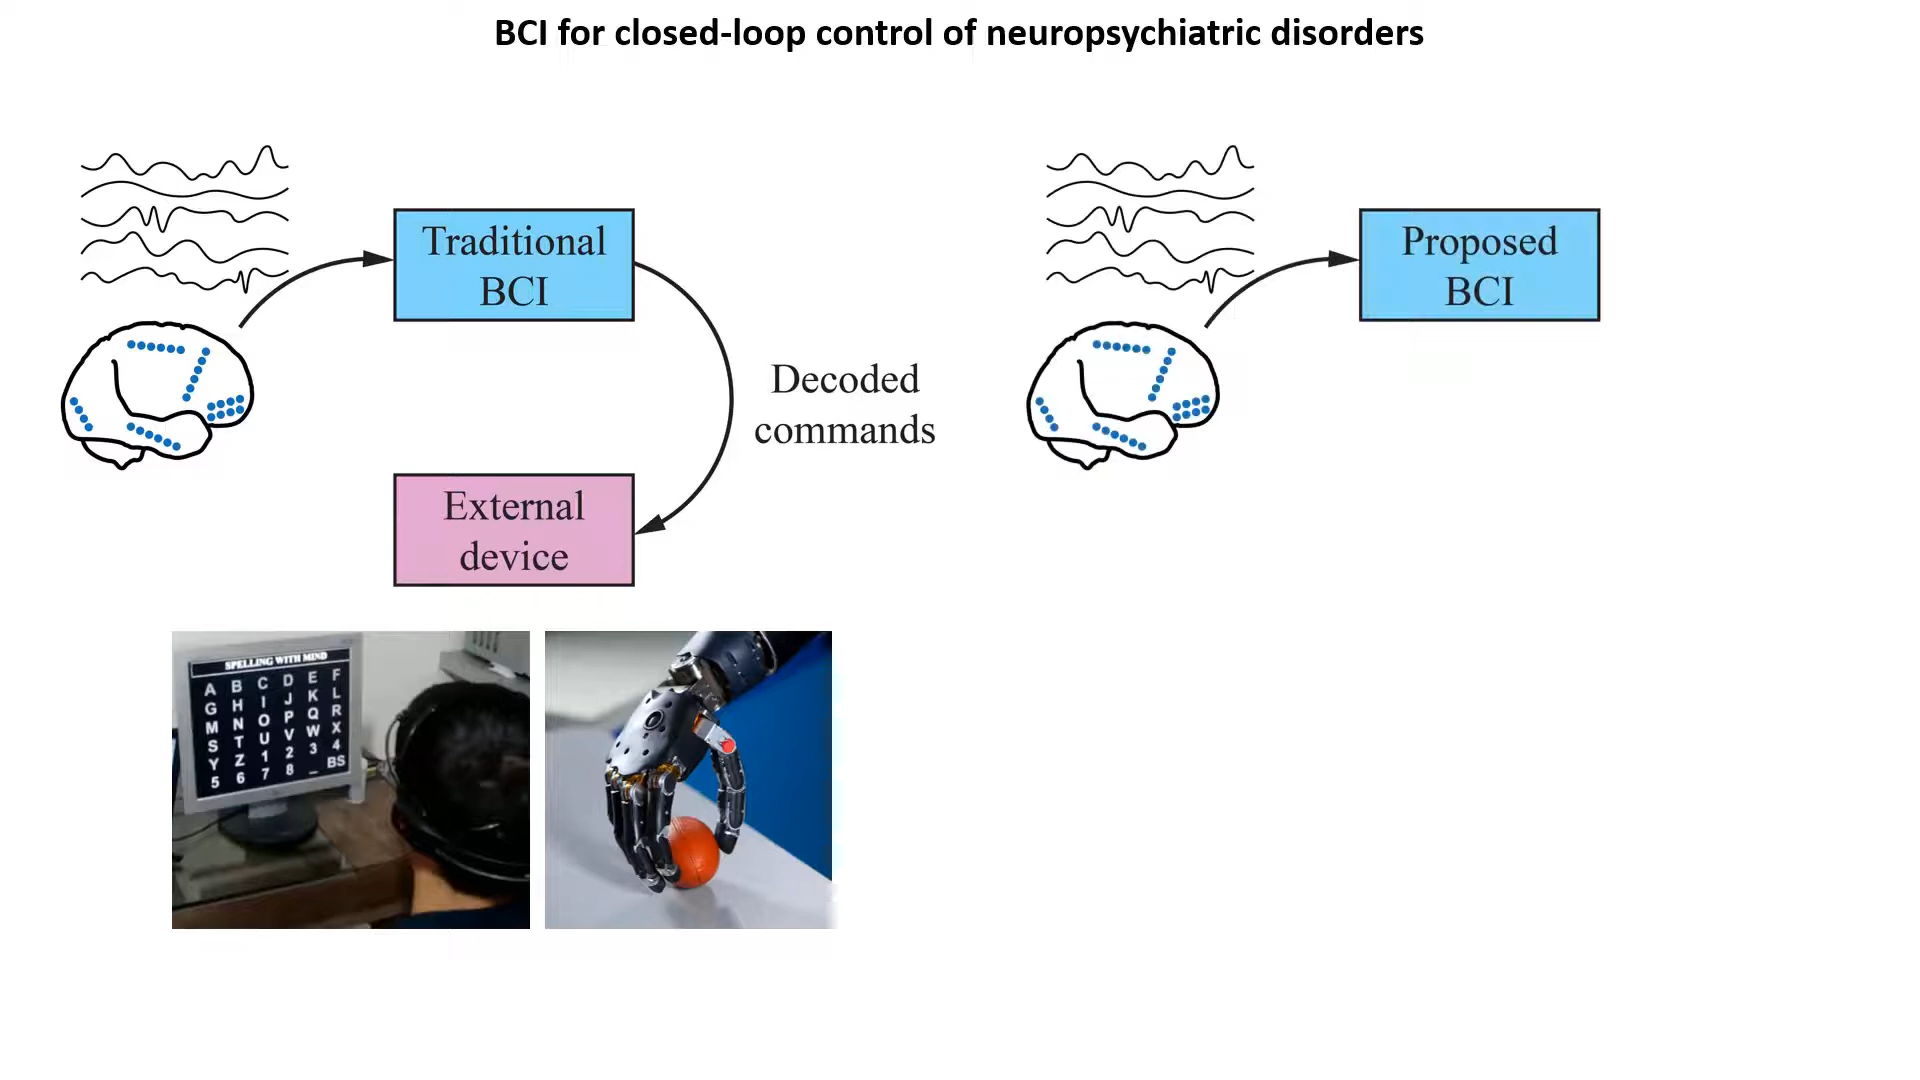 BCI for closed-loop control of neuropsychiatric disorders
Traditional
BCI
Decoded
commands
External
device
Proposed
BCI
SPELLING WITH MIND
A B C D E F
G H I J K L
M N O P Q R
S T U V W X
Y Z 1 2 3 4
5 6 7 8 _ BS